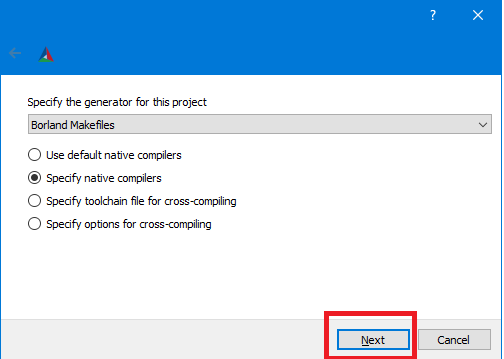 ?
Specify the generator for this project
Borland Makefiles
Use default native compilers
Specify native compilers
Specify toolchain file for cross-compiling
Specify options for cross-compiling
Next Cancel